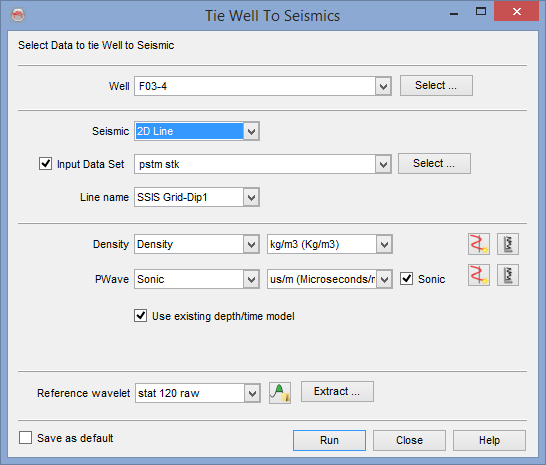 Tie Well To Seismics
Select Data to tie Well to Seismic
Well F03-4 Select ...
Seismic 2D Line
Input Data Set pstm stk Select ...
Line name SSIS Grid-Dip1
Density Density kg/m3 (Kg/m3)
PWave Sonic us/m (Microseconds/r Sonic
Use existing depth/time model
Reference wavelet stat 120 raw Extract ...
Save as default Run Close Help